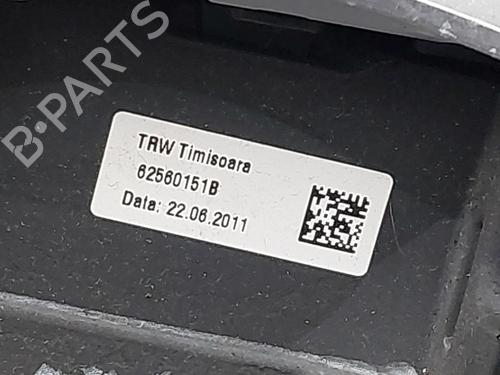 B-PARTS
TRW Timisoara
62560151B
Data: 22.06.2011